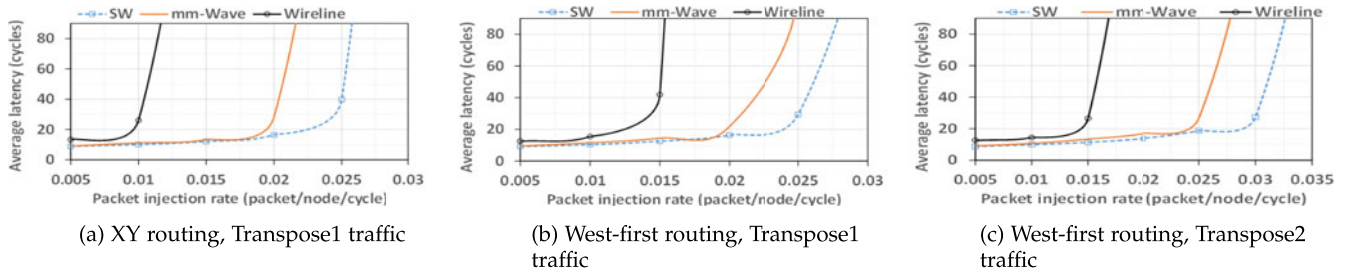 SW mm-Wave Wireline
Average latency (cycles)
80
60
40
20
0
0.005 0.01 0.015 0.02 0.025 0.03
Packet injection rate (packet/node/cycle)
(a) XY routing, Transpose1 traffic
SW mm-Wave Wireline
Average latency (cycles)
80
60
40
20
0
0.005 0.01 0.015 0.02 0.025 0.03
Packet injection rate (packet/node/cycle)
(b) West-first routing, Transpose1
traffic
SW mm-Wave Wireline
Average latency (cycles)
80
60
40
20
0
0.005 0.01 0.015 0.02 0.025 0.03 0.035
Packet injection rate (packet/node/cycle)
(c) West-first routing, Transpose2
traffic